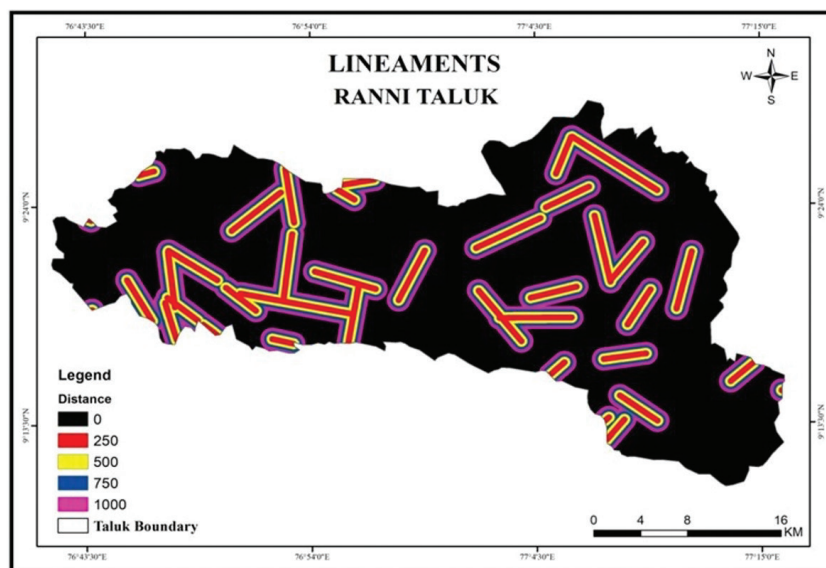 76°43'30"E 76°54'0"E 77°4'30"E 77°15'0"E
LINEAMENTS
RANNI TALUK
N
W E
S
9°24'0"N 9°24'0"N
Legend
Distance
0
250
500
750
1000
Taluk Boundary
9°13'30"N 9°13'30"N
0 4 8 16
KM
76°43'30"E 76°54'0"E 77°4'30"E 77°15'0"E